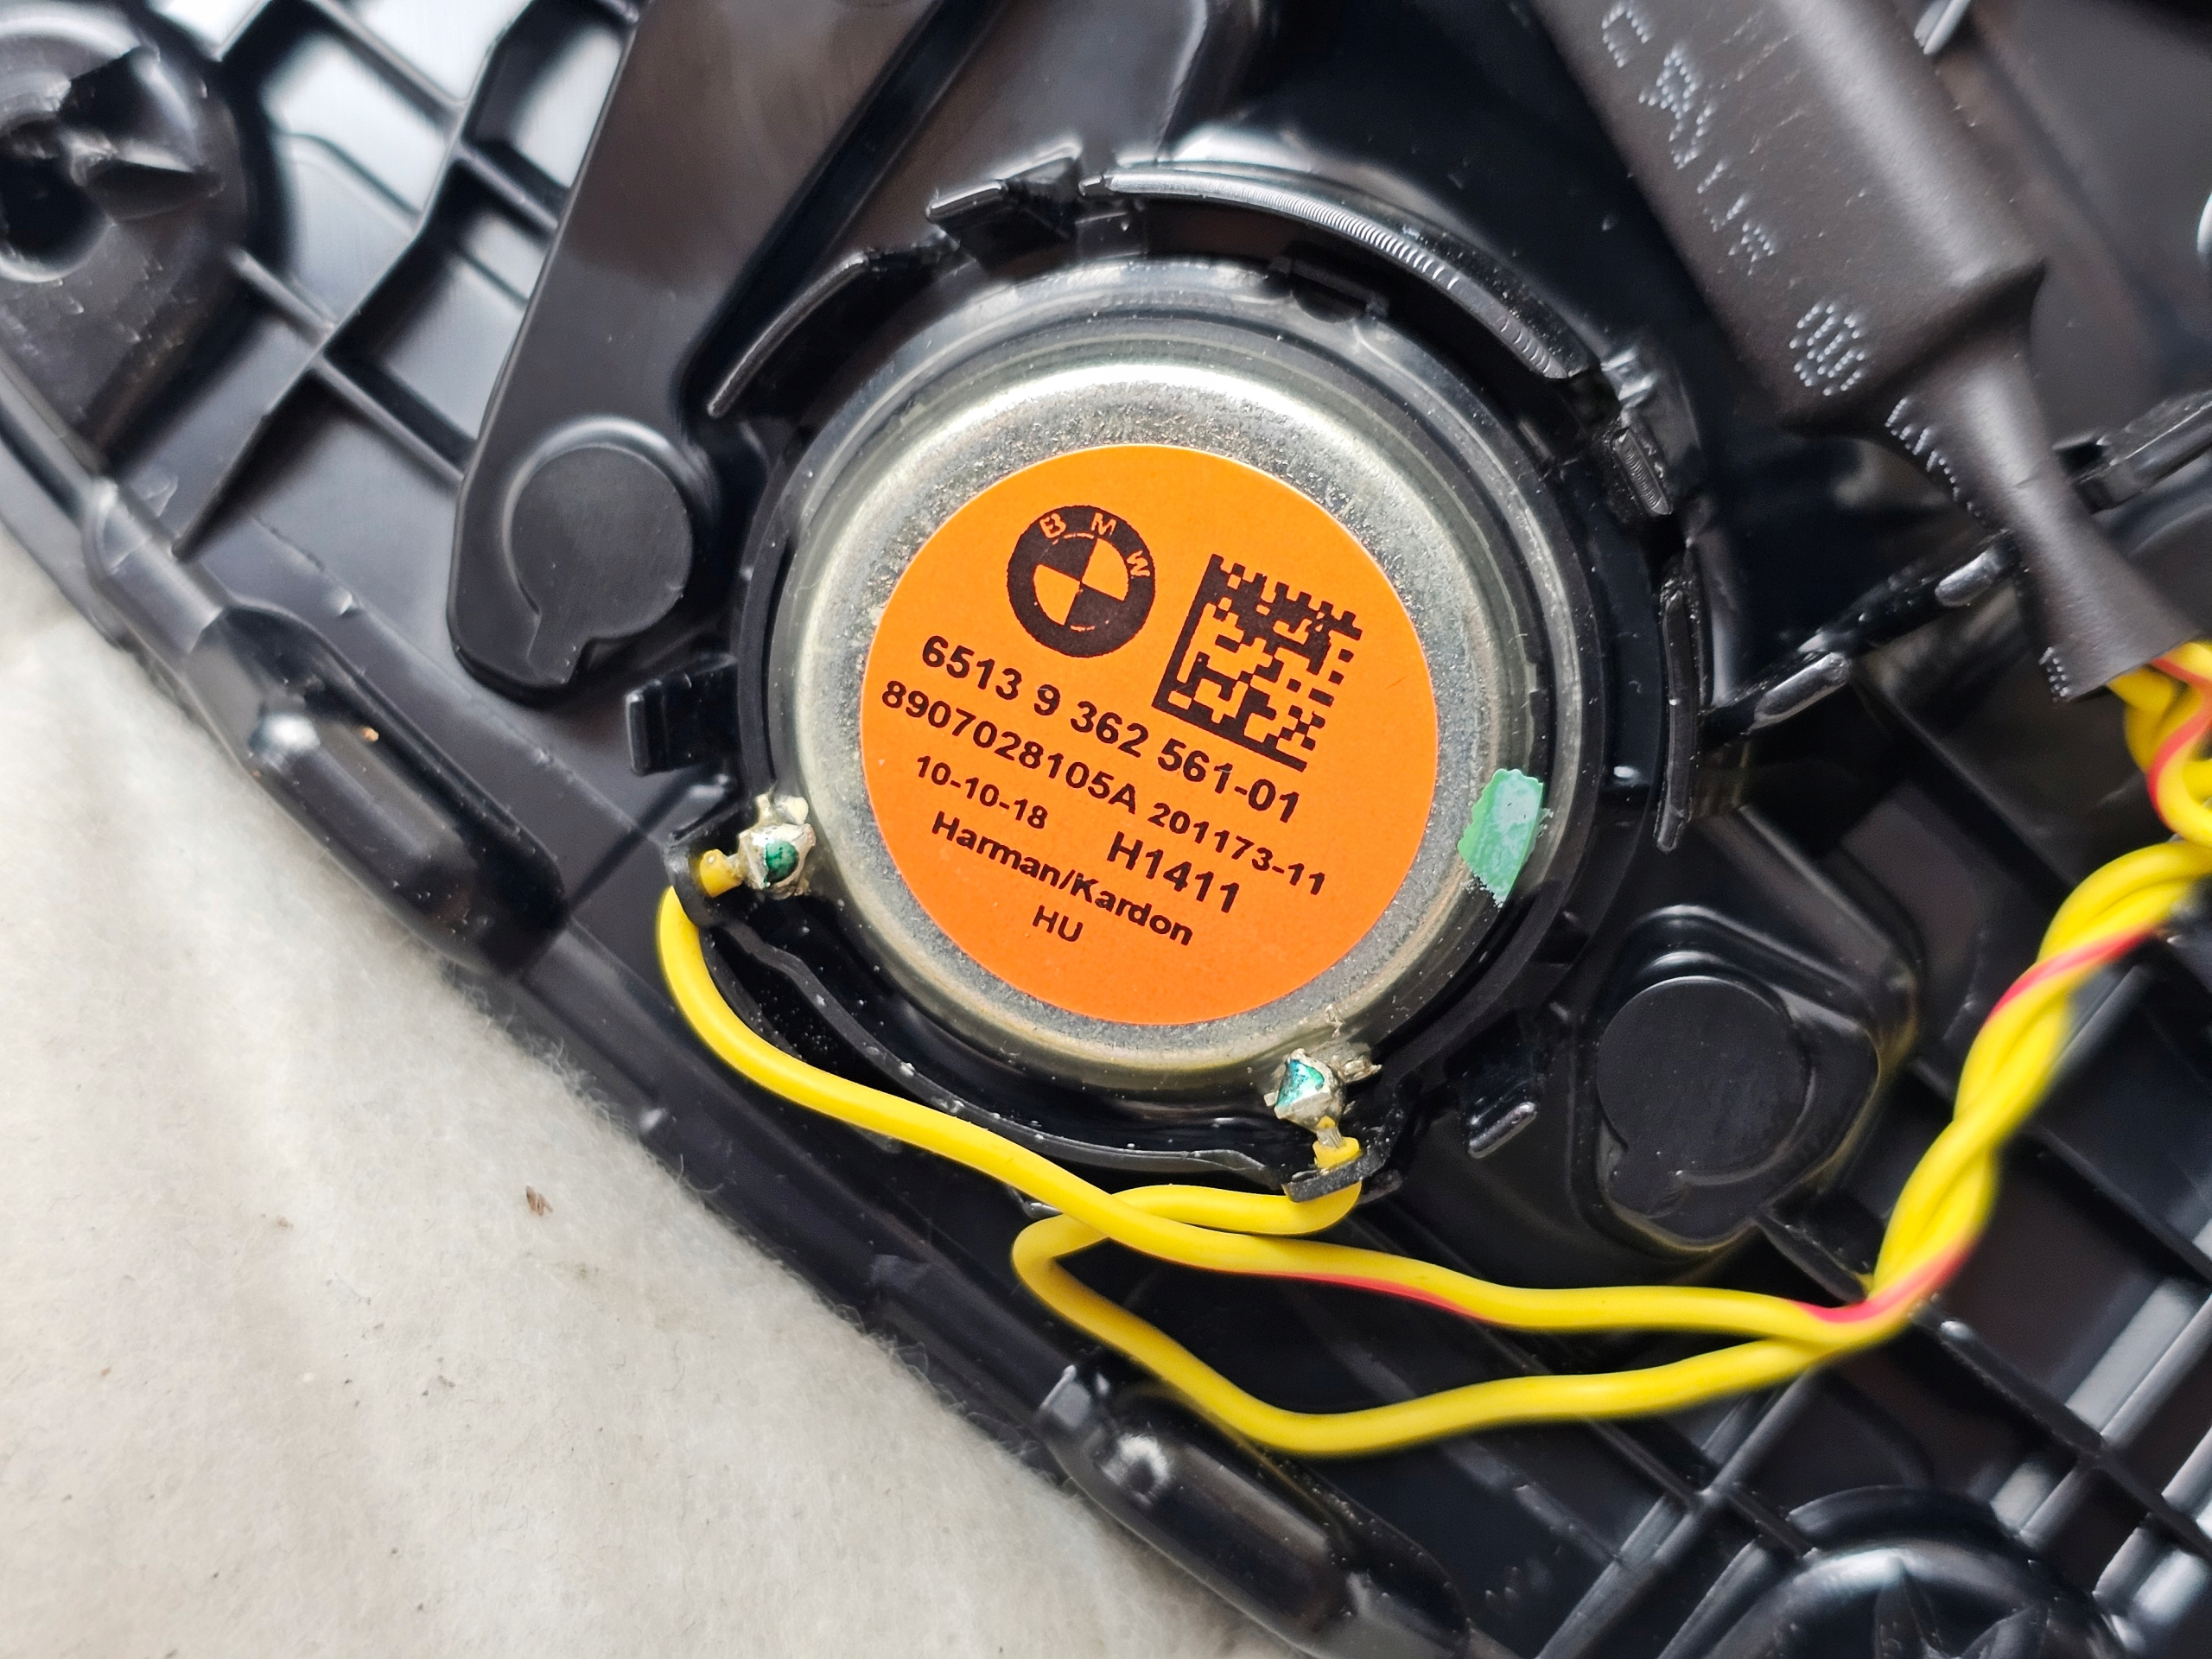 BMW
6513 9 362 561-01
8907028105A 201173-11
10-10-18 H1411
Harman/Kardon
HU